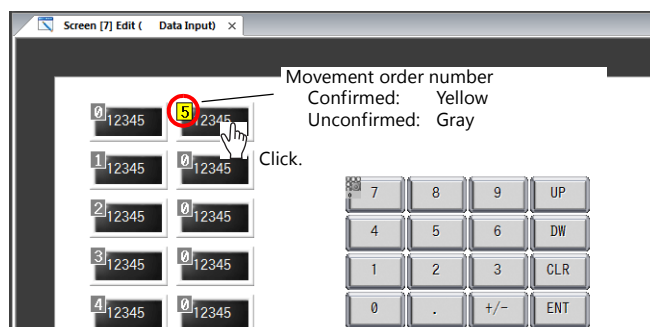 Screen [7] Edit ( Data Input) ×
Movement order number
Confirmed: Yellow
Unconfirmed: Gray
0 12345 5 12345
Click.
1 12345 0 12345
2 12345 0 12345
3 12345 0 12345
4 12345 0 12345
7 8 9 UP
4 5 6 DW
1 2 3 CLR
0 . +/- ENT